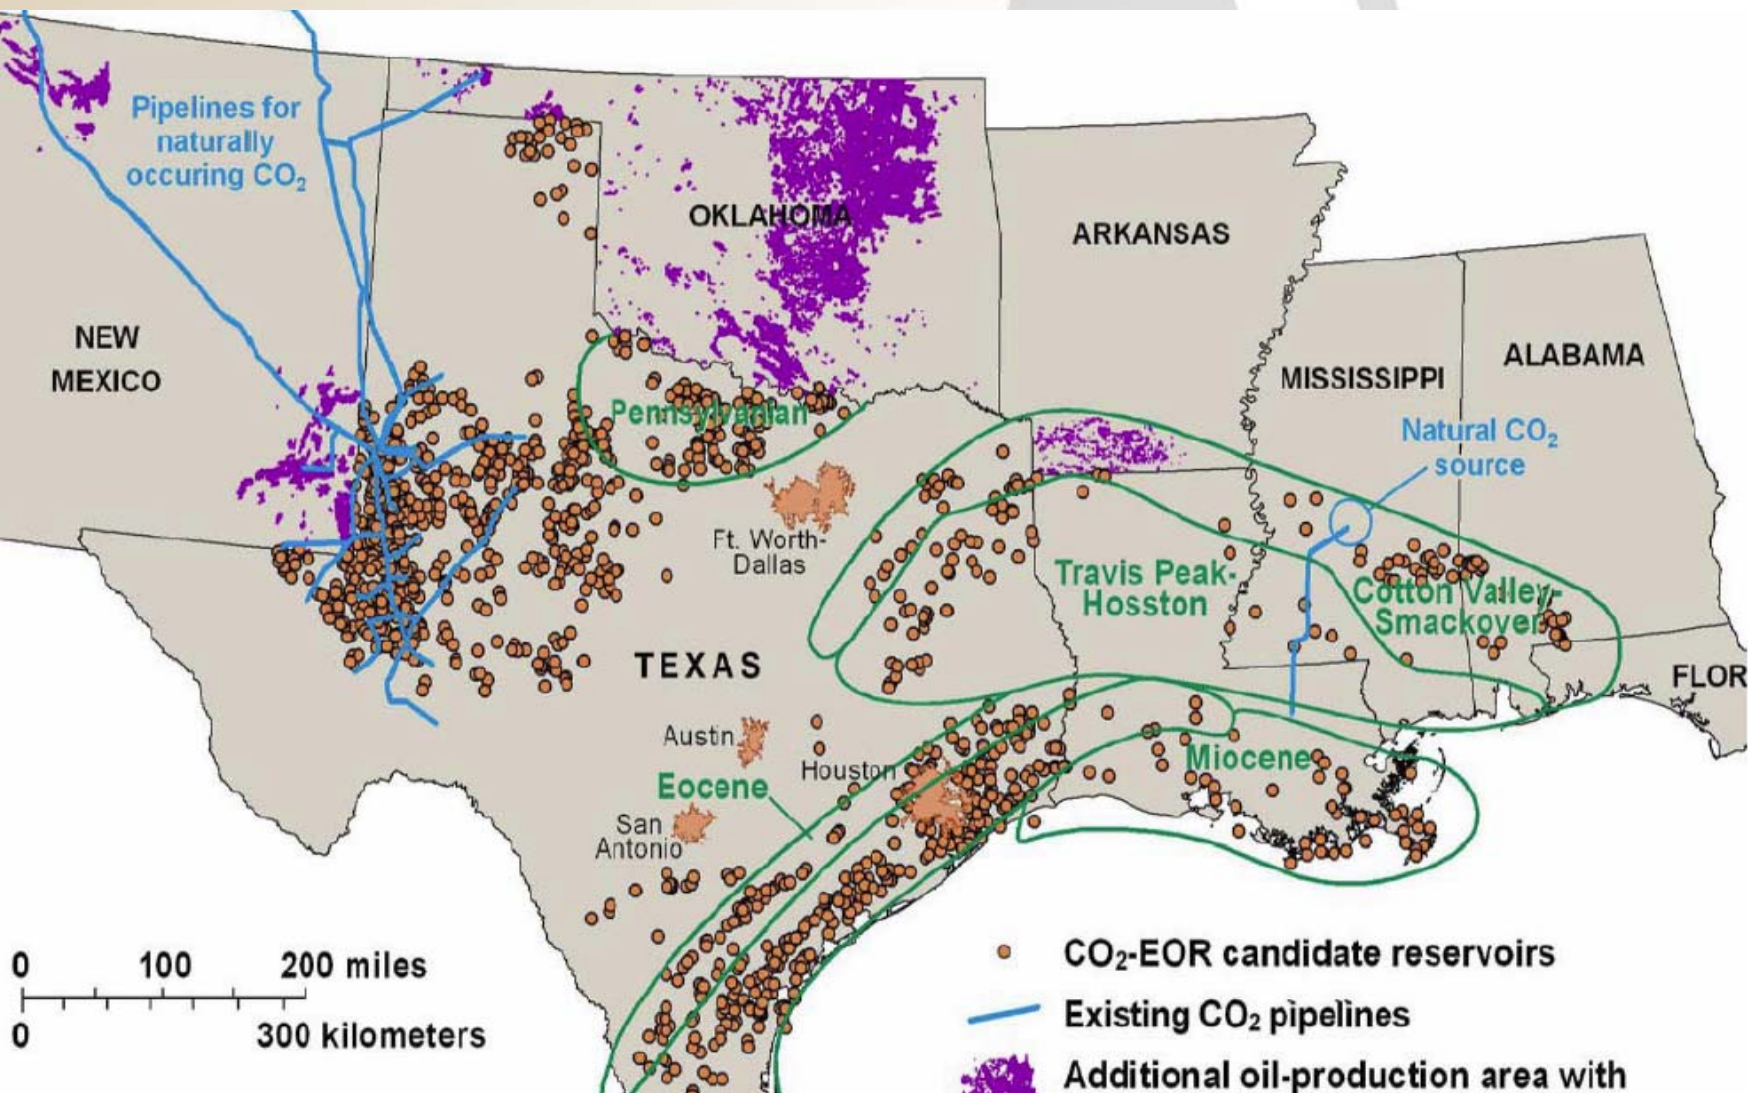 Pipelines for
naturally
occuring CO₂
OKLAHOMA
ARKANSAS
NEW
MEXICO
MISSISSIPPI
ALABAMA
Pennsylvanian
Natural CO₂
source
Ft. Worth-
Dallas
Travis Peak-
Hosston
Cotton Valley-
Smackover
TEXAS
FLOR
Austin
Houston
Miocene
Eocene
San
Antonio
0 100 200 miles
0 300 kilometers
CO₂-EOR candidate reservoirs
Existing CO₂ pipelines
Additional oil-production area with